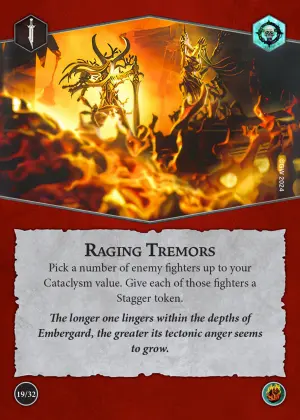 ©GW 2024
RAGING TREMORS
Pick a number of enemy fighters up to your
Cataclysm value. Give each of those fighters a
Stagger token.
The longer one lingers within the depths of
Embergard, the greater its tectonic anger seems
to grow.
19/32